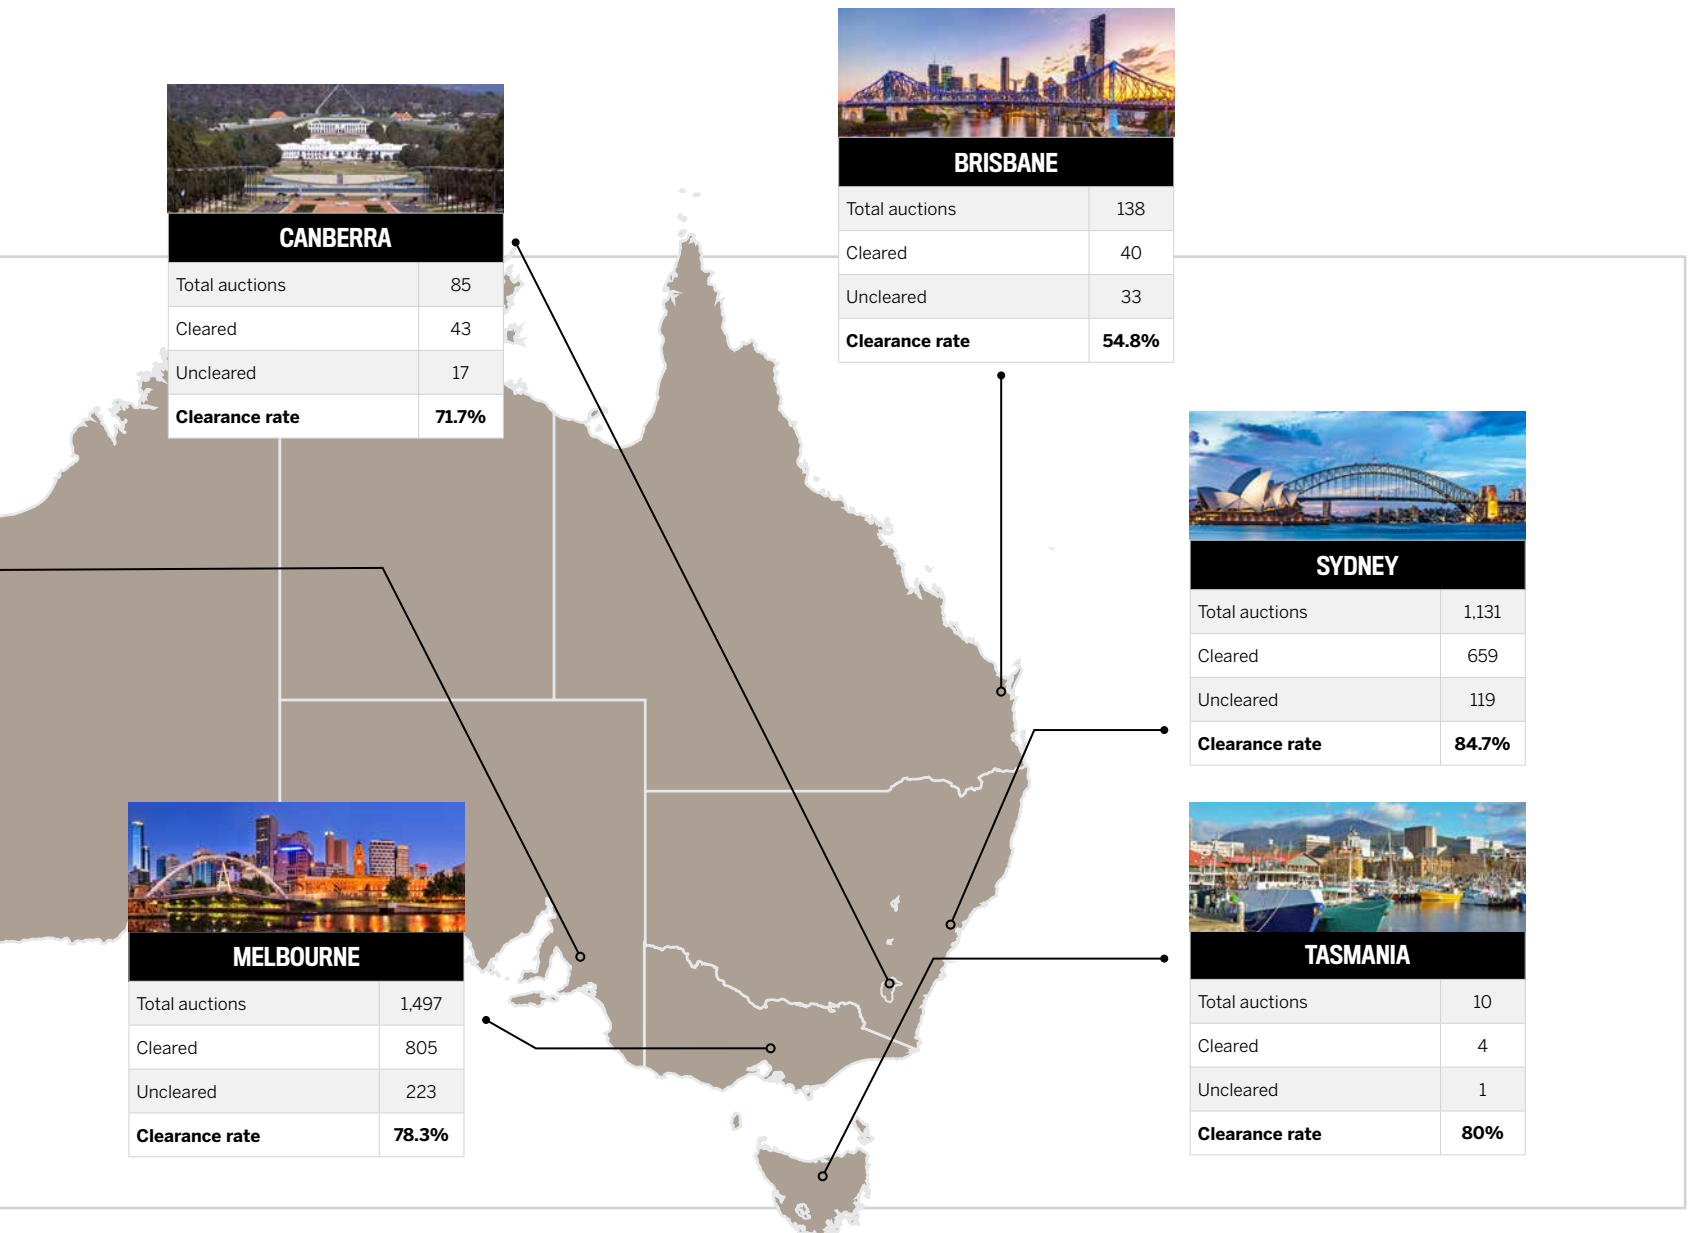 CANBERRA
Total auctions 85
Cleared 43
Uncleared 17
Clearance rate 71.7%
BRISBANE
Total auctions 138
Cleared 40
Uncleared 33
Clearance rate 54.8%
SYDNEY
Total auctions 1,131
Cleared 659
Uncleared 119
Clearance rate 84.7%
MELBOURNE
Total auctions 1,497
Cleared 805
Uncleared 223
Clearance rate 78.3%
TASMANIA
Total auctions 10
Cleared 4
Uncleared 1
Clearance rate 80%